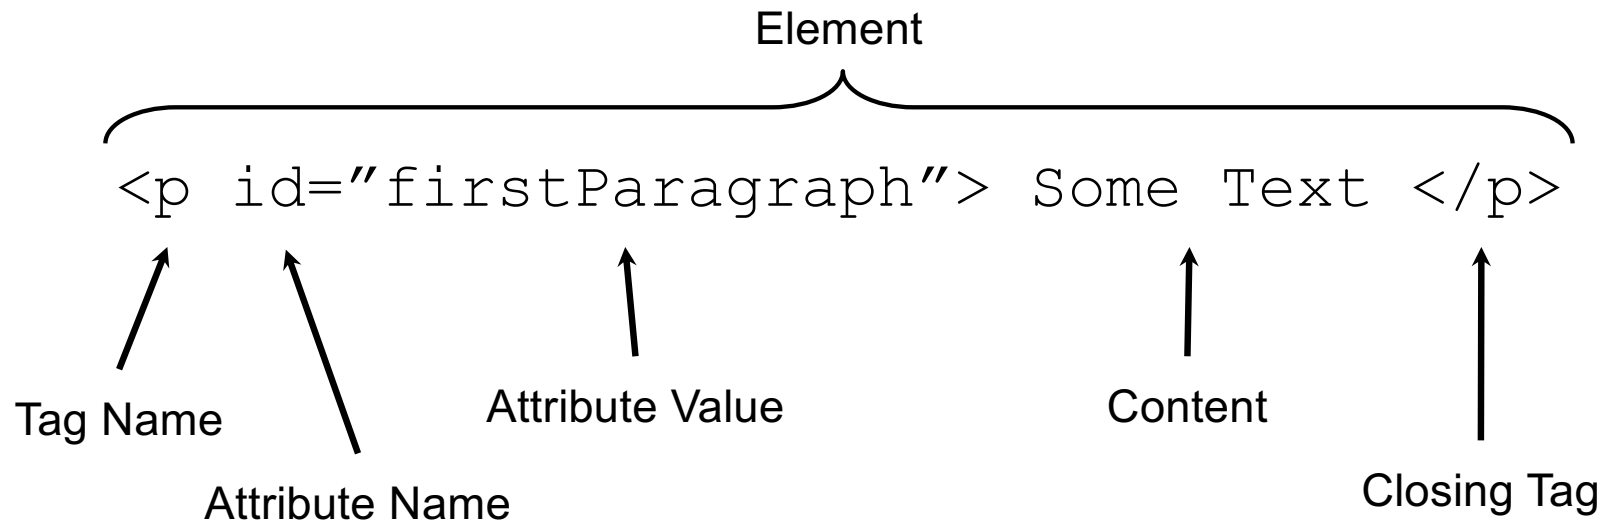 Element
<p id=”firstParagraph”> Some Text </p>
Tag Name
Attribute Name
Attribute Value
Content
Closing Tag